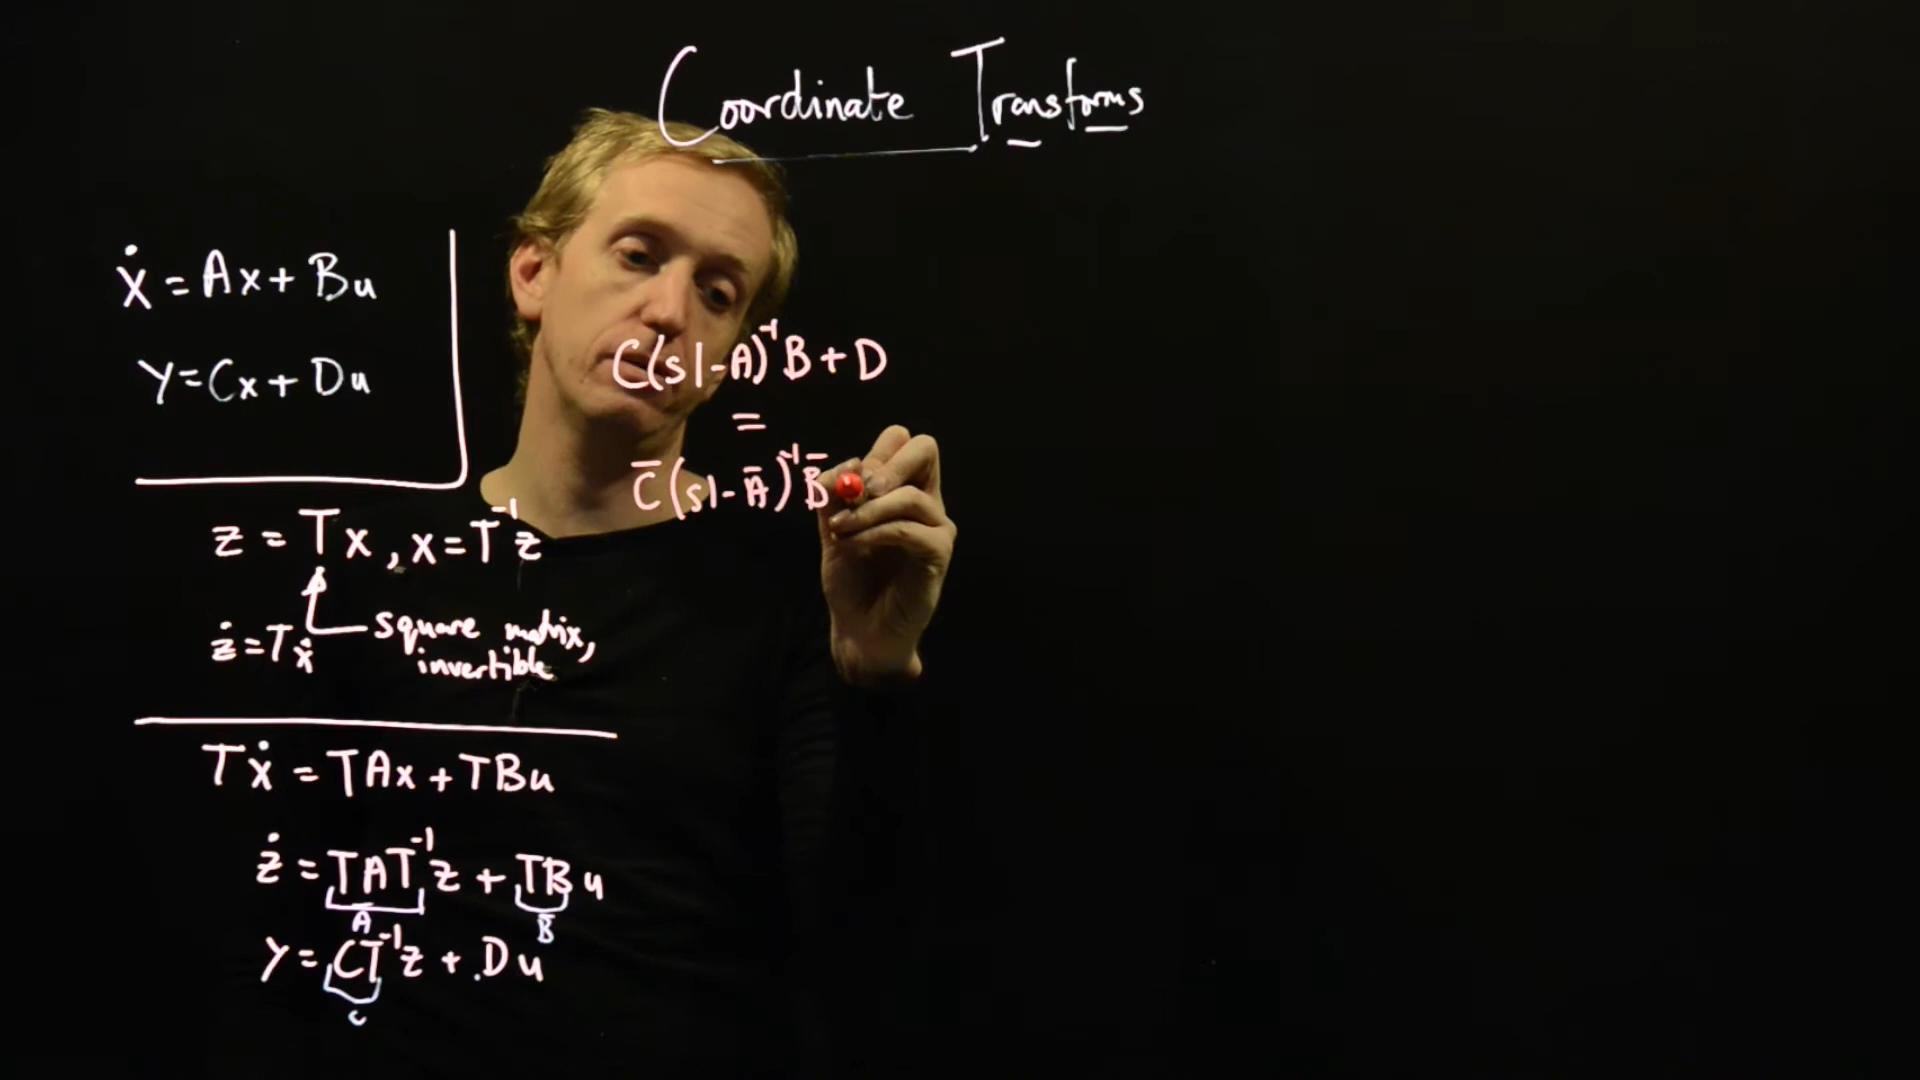 Coordinate Transforms
ẋ = Ax + Bu
y = Cx + Du
C(sI - A)⁻¹B + D
=
C̄(sI - Ā)⁻¹B̄
z = Tx, x = T⁻¹z
ż = Tẋ
square matrix,
invertible
Tẋ = TAx + TBu
ż = TAT⁻¹z + TBu
Ā B̄
y = CT⁻¹z + Du
C